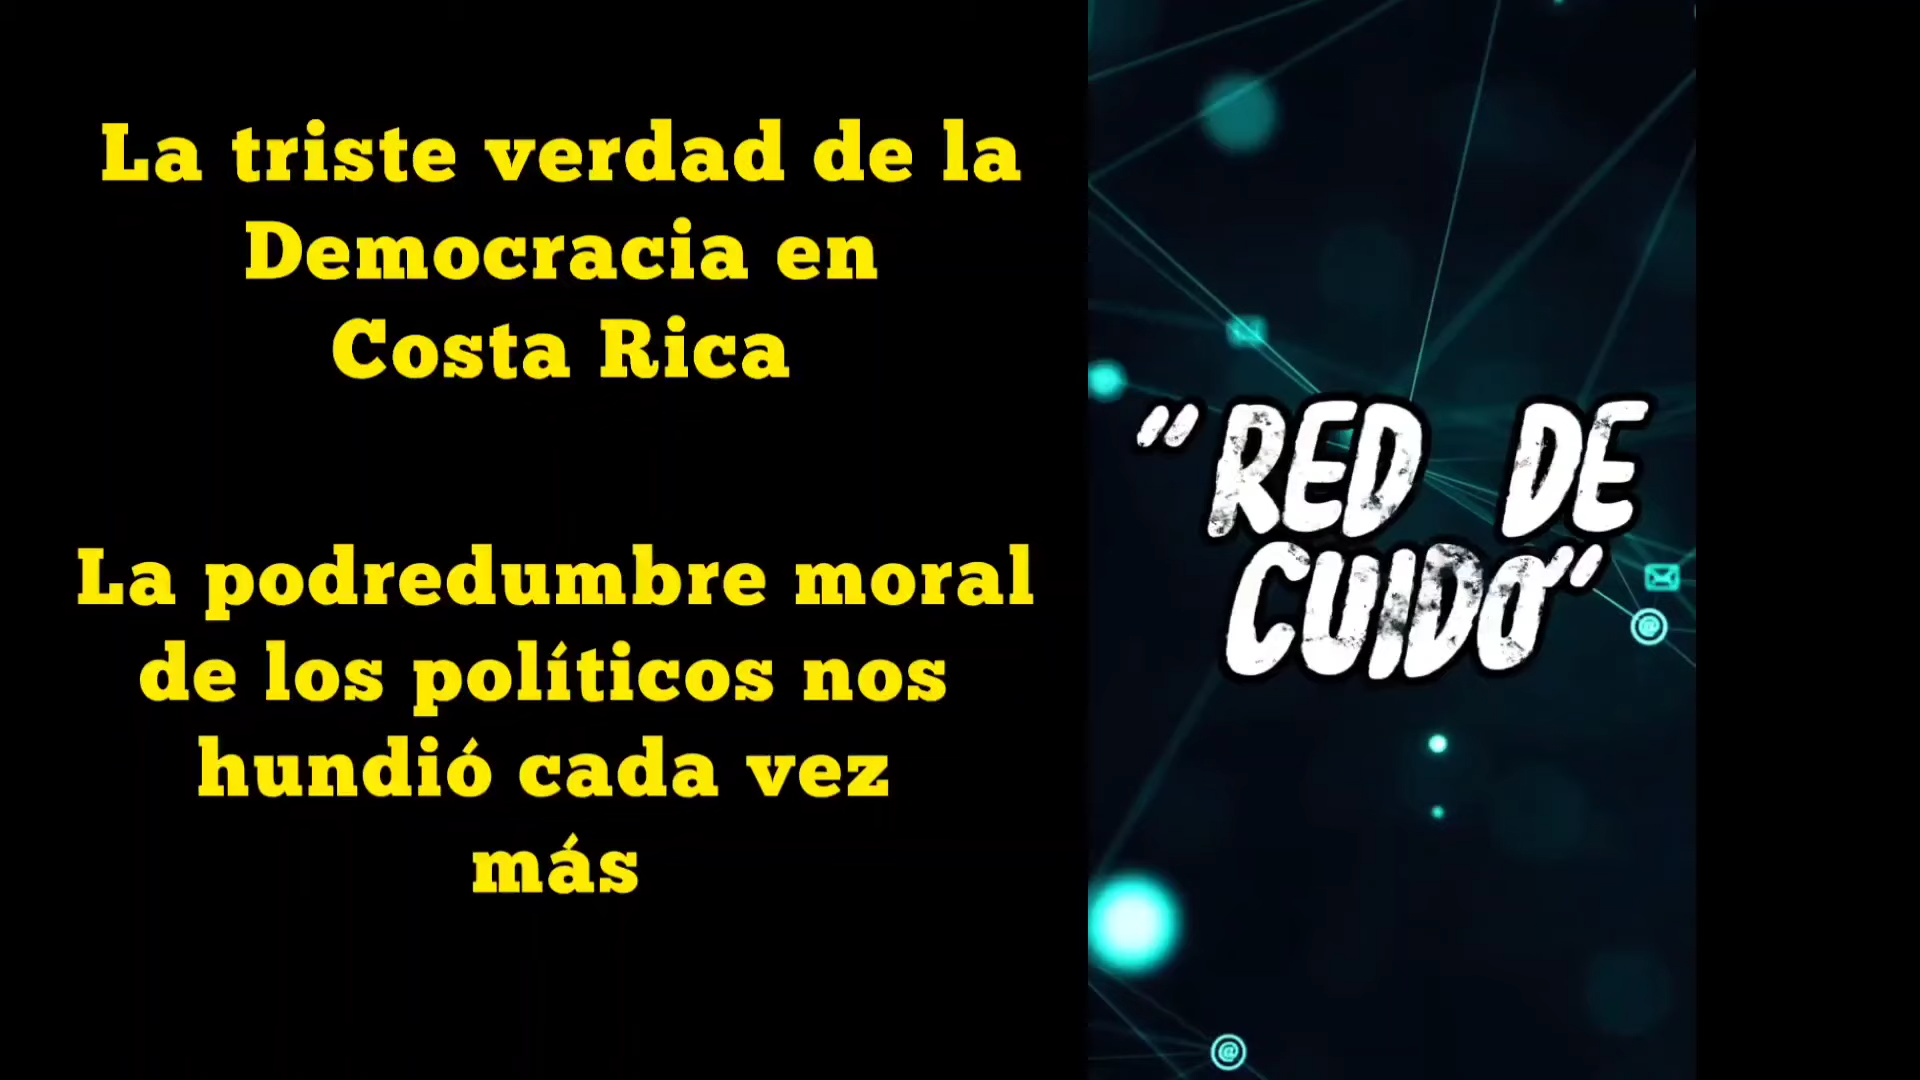 La triste verdad de la
Democracia en
Costa Rica
La podredumbre moral
de los políticos nos
hundió cada vez
más
“RED DE
CUIDO”